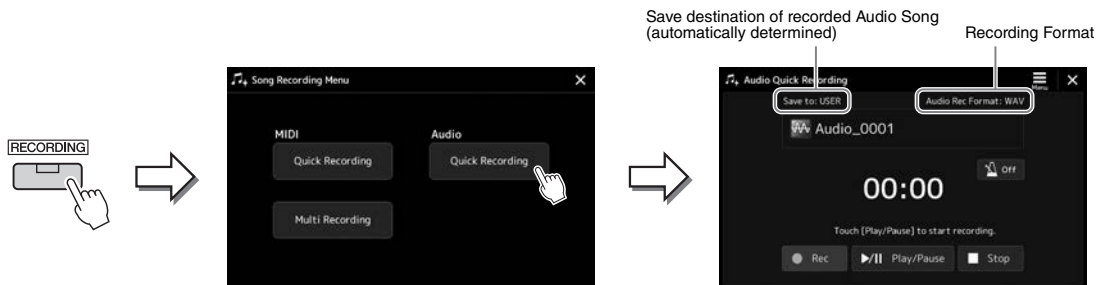 Save destination of recorded Audio Song
(automatically determined)
Recording Format
RECORDING
Song Recording Menu
MIDI
Audio
Quick Recording
Quick Recording
Multi Recording
Audio Quick Recording
Menu
Save to: USER
Audio Rec Format: WAV
Audio_0001
Off
00:00
Touch [Play/Pause] to start recording.
Rec
Play/Pause
Stop